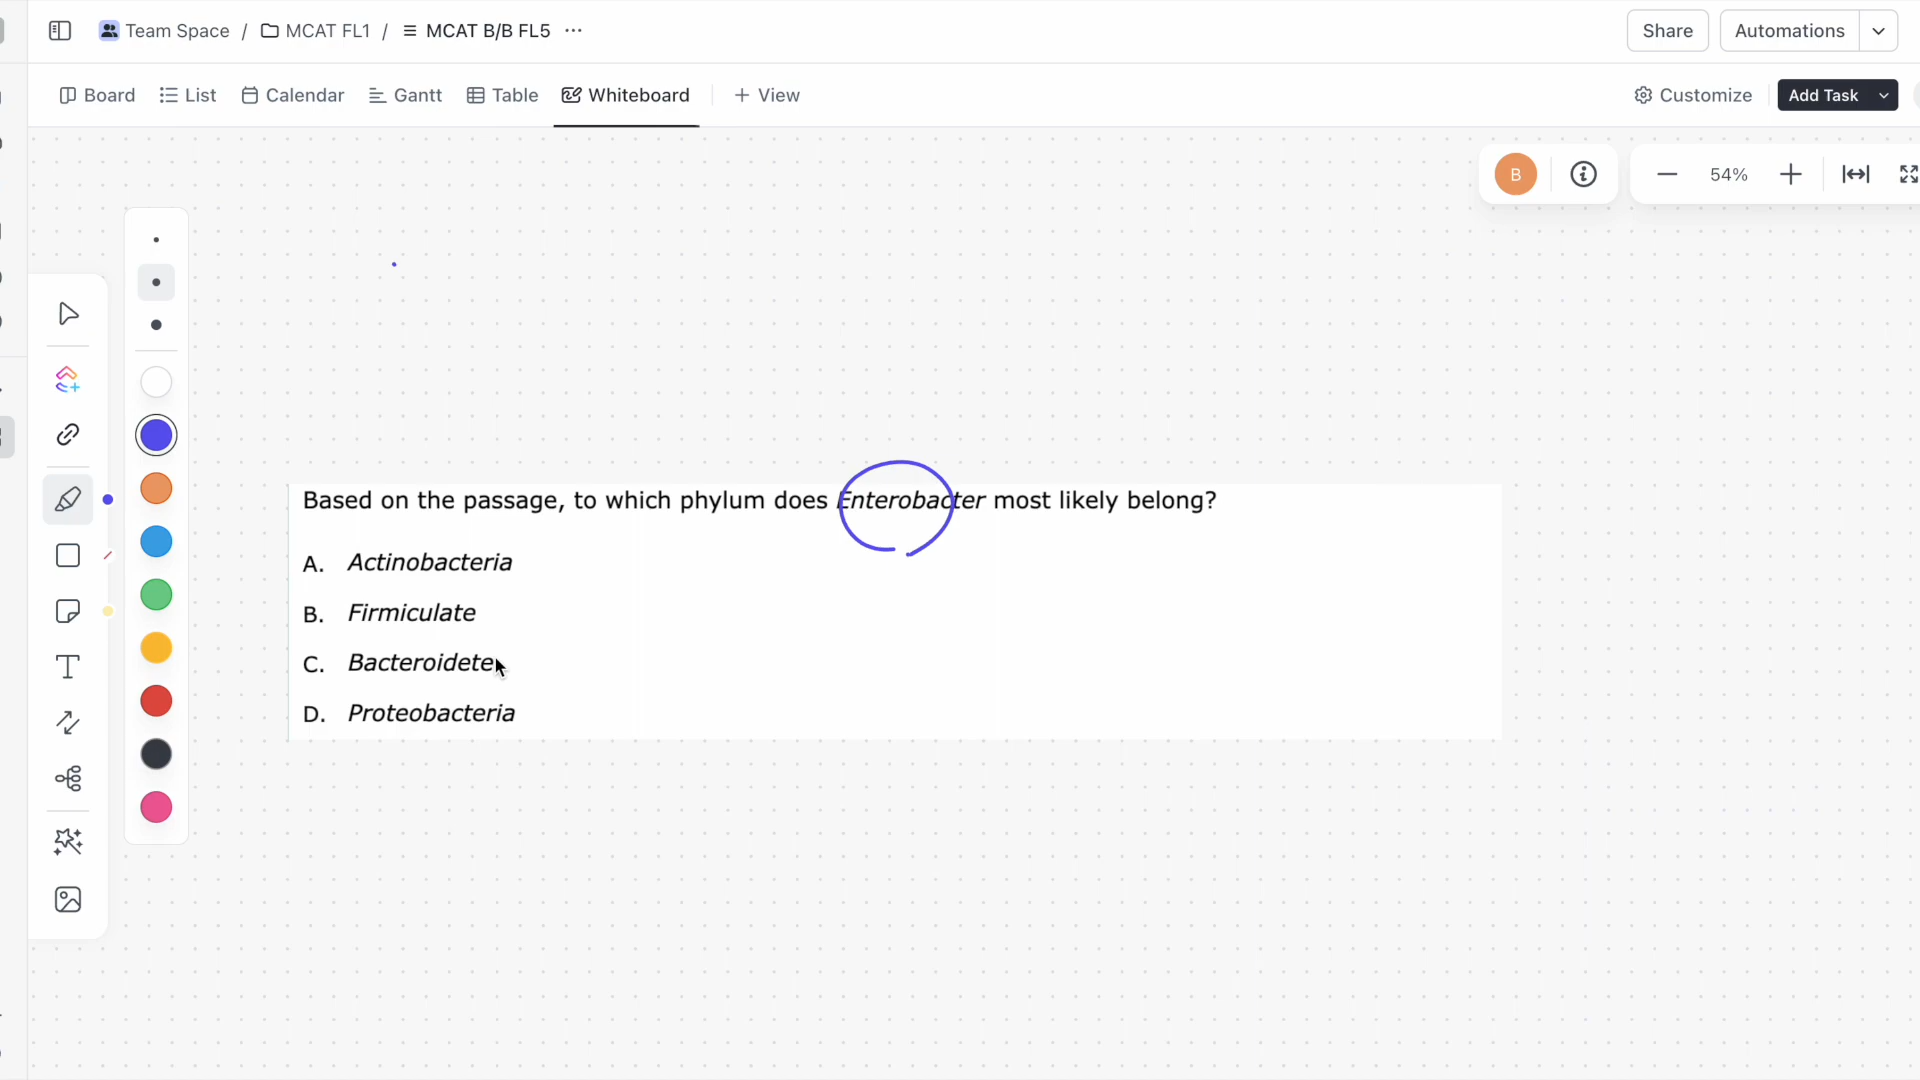 Team Space / MCAT FL1 / MCAT B/B FL5 ...
Share
Automations
Board
List
Calendar
Gantt
Table
Whiteboard
+ View
Customize
Add Task
B
54%
Based on the passage, to which phylum does Enterobacter most likely belong?
A. Actinobacteria
B. Firmiculate
C. Bacteroidete
D. Proteobacteria